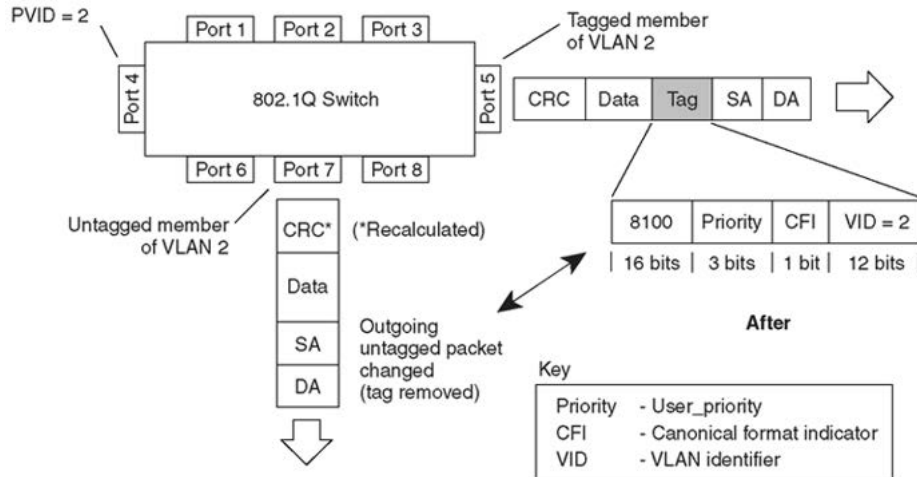 PVID = 2
Port 1
Port 2
Port 3
Tagged member
of VLAN 2
Port 4
802.1Q Switch
Port 5
CRC
Data
Tag
SA
DA
Port 6
Port 7
Port 8
Untagged member
of VLAN 2
CRC*
(*Recalculated)
8100
Priority
CFI
VID = 2
16 bits
3 bits
1 bit
12 bits
Data
After
SA
DA
Outgoing
untagged packet
changed
(tag removed)
Key
Priority - User_priority
CFI - Canonical format indicator
VID - VLAN identifier